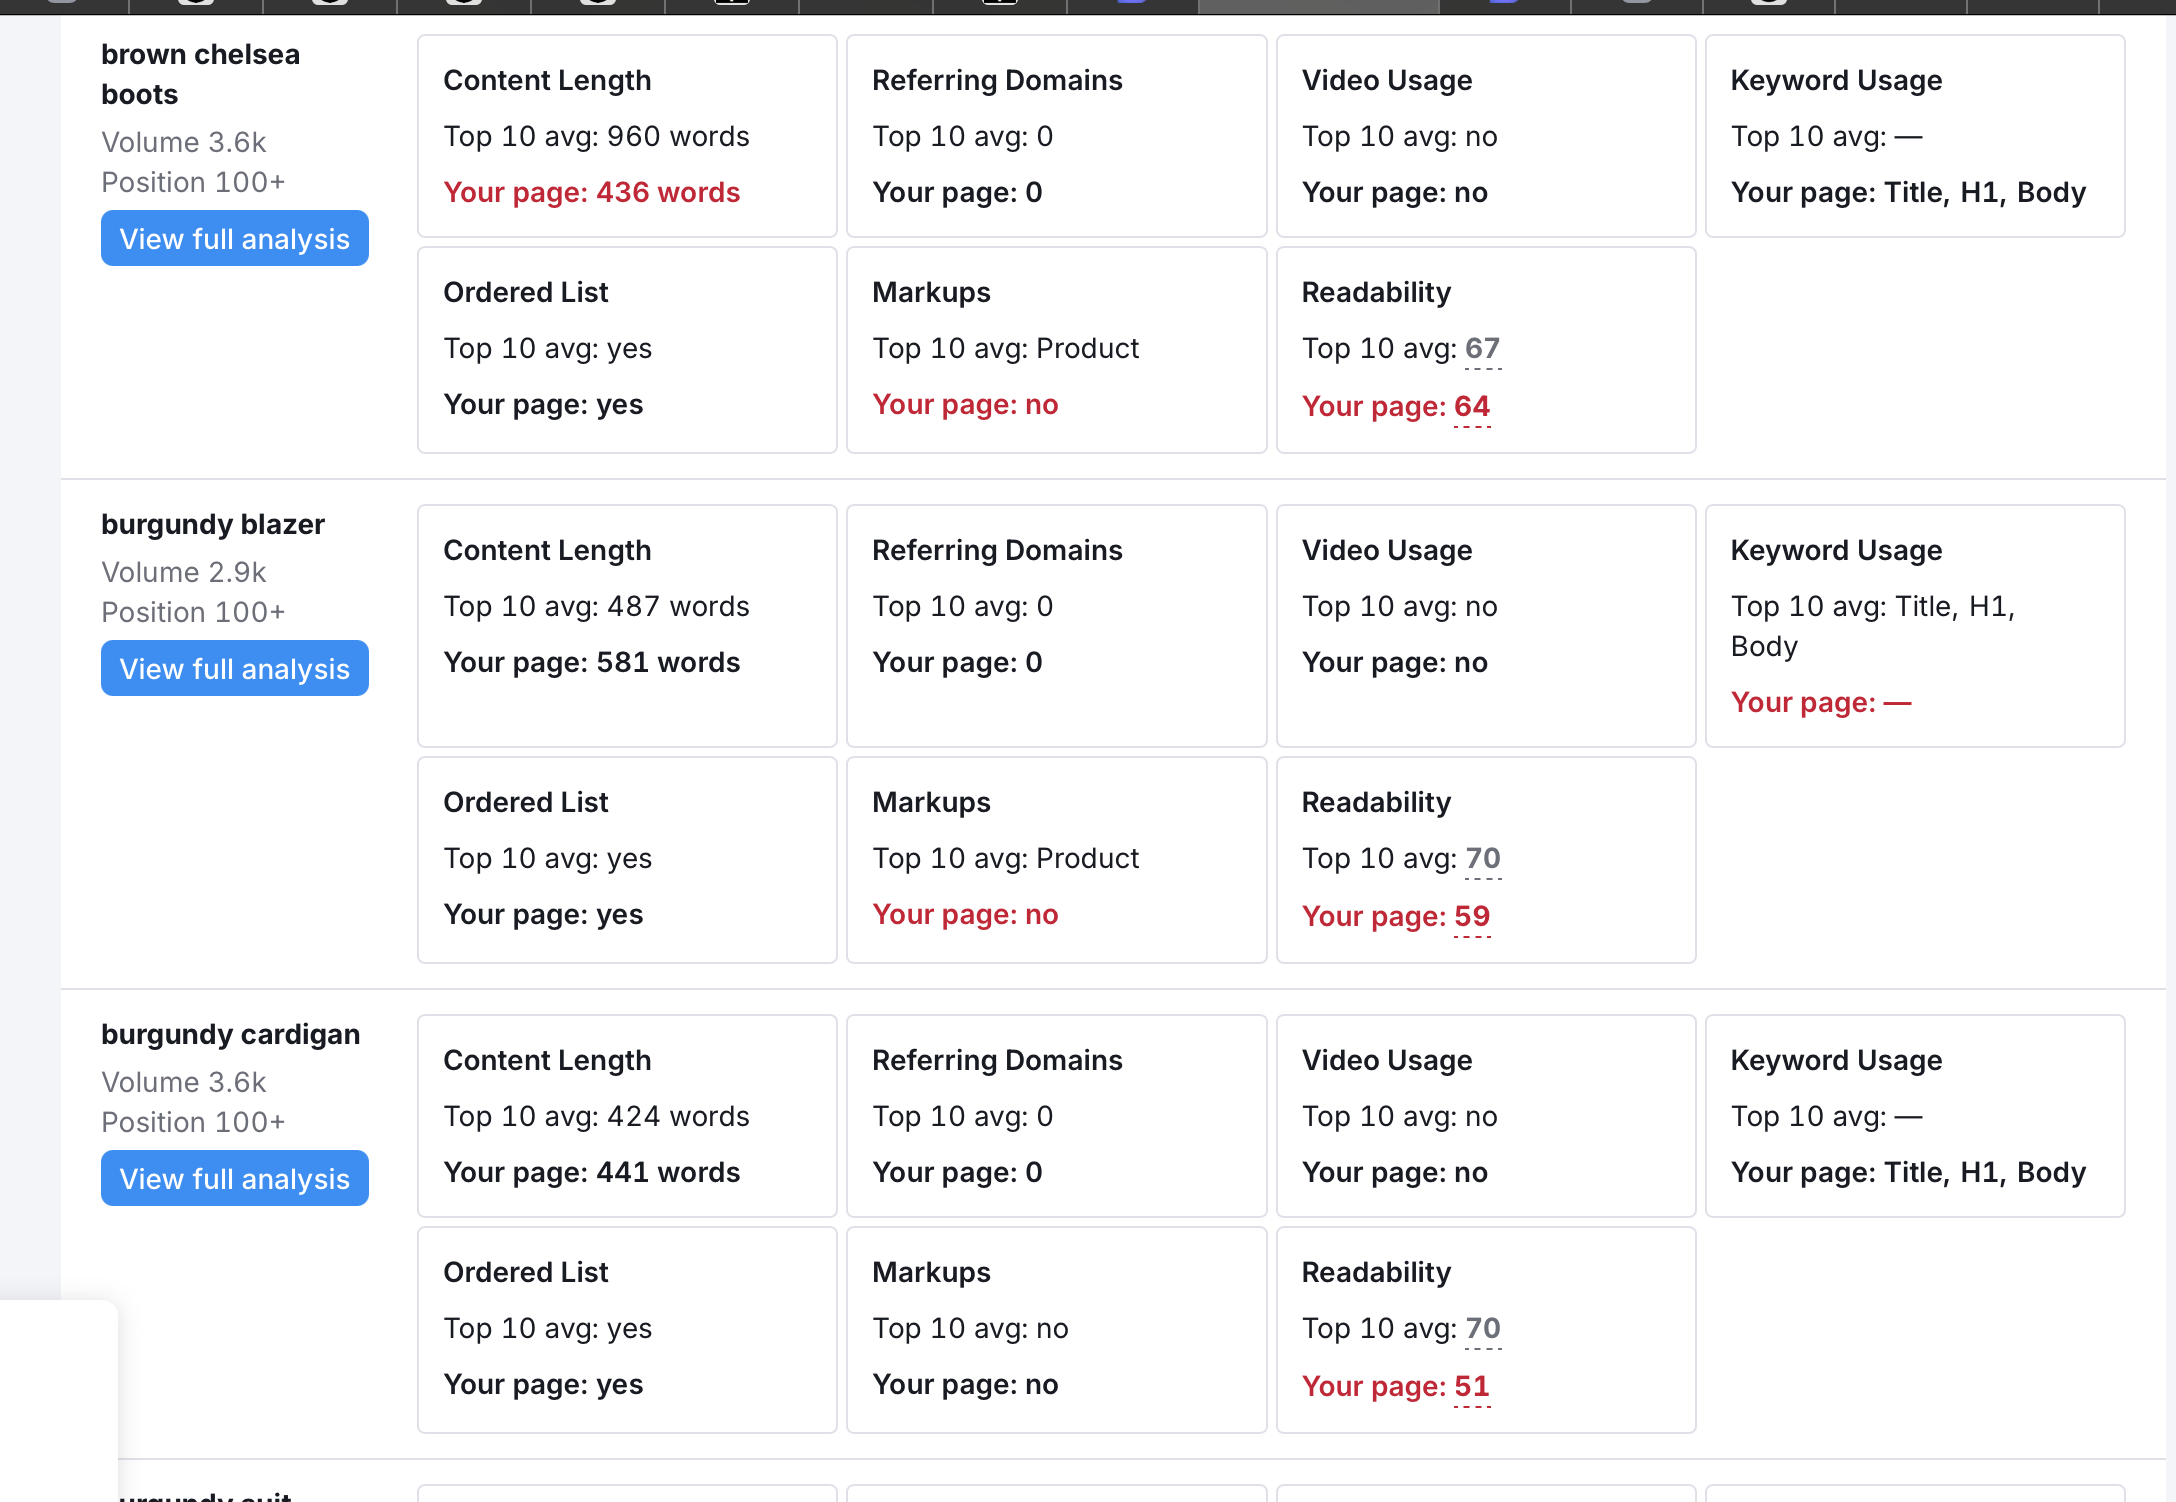 brown chelsea
boots
Volume 3.6k
Position 100+
View full analysis
Content Length
Top 10 avg: 960 words
Your page: 436 words
Referring Domains
Top 10 avg: 0
Your page: 0
Video Usage
Top 10 avg: no
Your page: no
Keyword Usage
Top 10 avg: —
Your page: Title, H1, Body
Ordered List
Top 10 avg: yes
Your page: yes
Markups
Top 10 avg: Product
Your page: no
Readability
Top 10 avg: 67
Your page: 64
burgundy blazer
Volume 2.9k
Position 100+
View full analysis
Content Length
Top 10 avg: 487 words
Your page: 581 words
Referring Domains
Top 10 avg: 0
Your page: 0
Video Usage
Top 10 avg: no
Your page: no
Keyword Usage
Top 10 avg: Title, H1,
Body
Your page: —
Ordered List
Top 10 avg: yes
Your page: yes
Markups
Top 10 avg: Product
Your page: no
Readability
Top 10 avg: 70
Your page: 59
burgundy cardigan
Volume 3.6k
Position 100+
View full analysis
Content Length
Top 10 avg: 424 words
Your page: 441 words
Referring Domains
Top 10 avg: 0
Your page: 0
Video Usage
Top 10 avg: no
Your page: no
Keyword Usage
Top 10 avg: —
Your page: Title, H1, Body
Ordered List
Top 10 avg: yes
Your page: yes
Markups
Top 10 avg: no
Your page: no
Readability
Top 10 avg: 70
Your page: 51